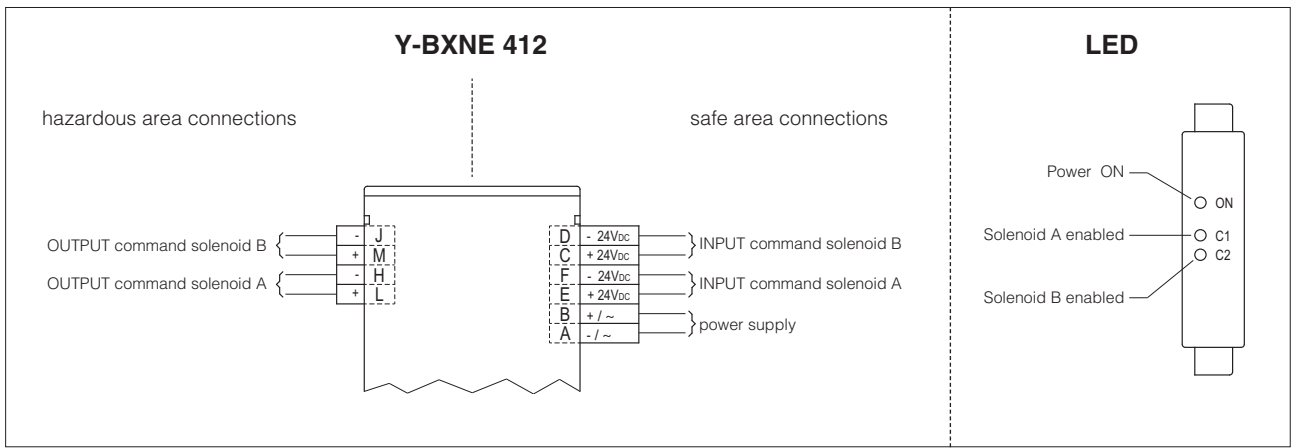 Y-BXNE 412
LED
hazardous area connections
safe area connections
OUTPUT command solenoid B
OUTPUT command solenoid A
- J
+ M
- H
+ L
D - 24VDC
C + 24VDC
F - 24VDC
E + 24VDC
B + / ~
A - / ~
INPUT command solenoid B
INPUT command solenoid A
power supply
Power ON
Solenoid A enabled
Solenoid B enabled
ON
C1
C2